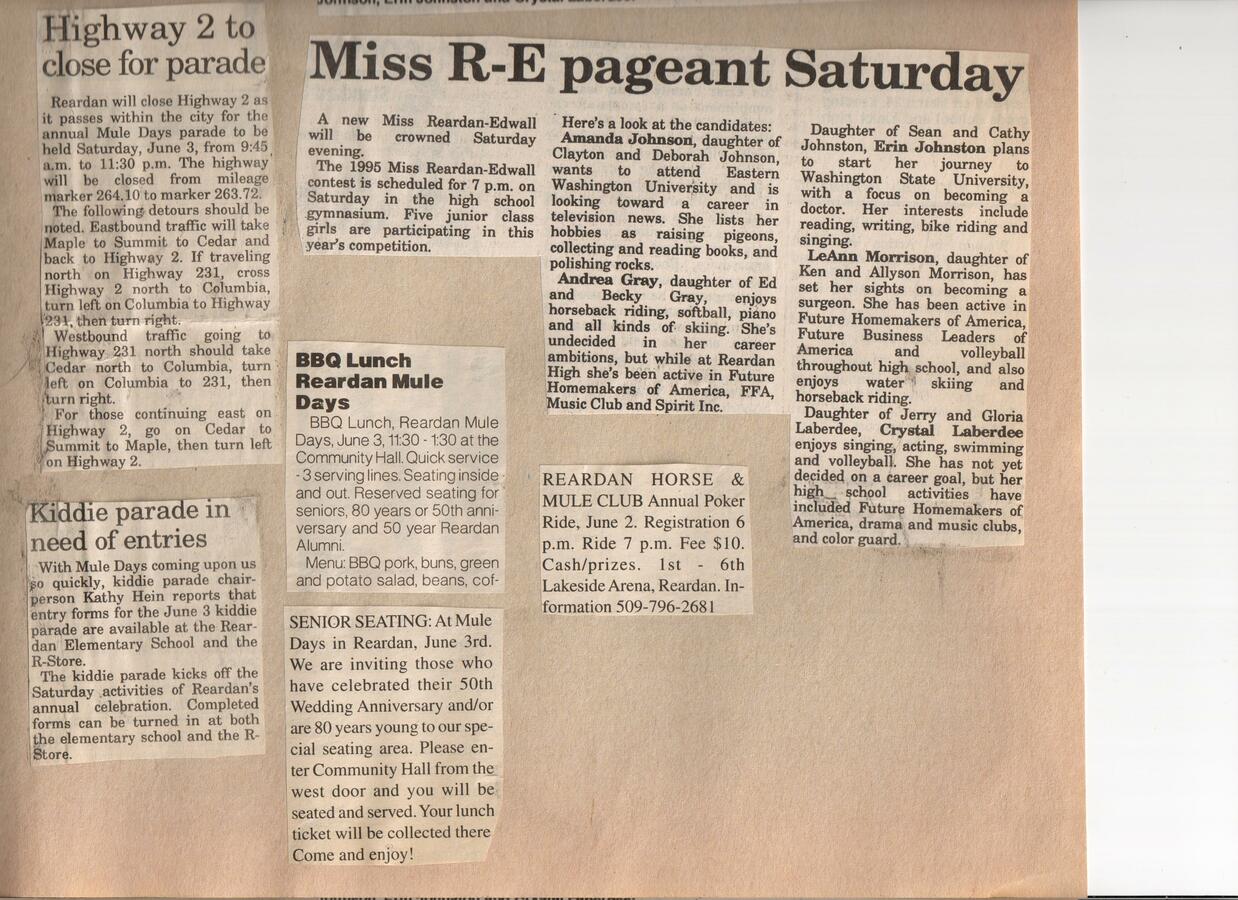 Highway 2 to
close for parade
Reardan will close Highway 2 as
it passes within the city for the
annual Mule Days parade to be
held Saturday, June 3, from 9:45
a.m. to 11:30 p.m. The highway
will be closed from mileage
marker 264.10 to marker 263.72.
The following detours should be
noted. Eastbound traffic will take
Maple to Summit to Cedar and
back to Highway 2. If traveling
north on Highway 231, cross
Highway 2 north to Columbia,
turn left on Columbia to Highway
231, then turn right.
Westbound traffic going to
Highway 231 north should take
Cedar north to Columbia, turn
left on Columbia to 231, then
turn right.
For those continuing east on
Highway 2, go on Cedar to
Summit to Maple, then turn left
on Highway 2.
Kiddie parade in
need of entries
With Mule Days coming upon us
so quickly, kiddie parade chair-
person Kathy Hein reports that
entry forms for the June 3 kiddie
parade are available at the Rear-
dan Elementary School and the
R-Store.
The kiddie parade kicks off the
Saturday activities of Reardan's
annual celebration. Completed
forms can be turned in at both
the elementary school and the R-
Store.
Miss R-E pageant Saturday
A new Miss Reardan-Edwall
will be crowned Saturday
evening.
The 1995 Miss Reardan-Edwall
contest is scheduled for 7 p.m. on
Saturday in the high school
gymnasium. Five junior class
girls are participating in this
year's competition.
Here's a look at the candidates:
Amanda Johnson, daughter of
Clayton and Deborah Johnson,
wants to attend Eastern
Washington University and is
looking toward a career in
television news. She lists her
hobbies as raising pigeons,
collecting and reading books, and
polishing rocks.
Andrea Gray, daughter of Ed
and Becky Gray, enjoys
horseback riding, softball, piano
and all kinds of skiing. She's
undecided in her career
ambitions, but while at Reardan
High she's been active in Future
Homemakers of America, FFA,
Music Club and Spirit Inc.
Daughter of Sean and Cathy
Johnston, Erin Johnston plans
to start her journey to
Washington State University,
with a focus on becoming a
doctor. Her interests include
reading, writing, bike riding and
singing.
LeAnn Morrison, daughter of
Ken and Allyson Morrison, has
set her sights on becoming a
surgeon. She has been active in
Future Homemakers of America,
Future Business Leaders of
America and volleyball
throughout high school, and also
enjoys water skiing and
horseback riding.
Daughter of Jerry and Gloria
Laberdee, Crystal Laberdee
enjoys singing, acting, swimming
and volleyball. She has not yet
decided on a career goal, but her
high school activities have
included Future Homemakers of
America, drama and music clubs,
and color guard.
BBQ Lunch
Reardan Mule
Days
BBQ Lunch, Reardan Mule
Days, June 3, 11:30 - 1:30 at the
Community Hall. Quick service
- 3 serving lines. Seating inside
and out. Reserved seating for
seniors, 80 years or 50th anni-
versary and 50 year Reardan
Alumni.
Menu: BBQ pork, buns, green
and potato salad, beans, cof-
SENIOR SEATING: At Mule
Days in Reardan, June 3rd.
We are inviting those who
have celebrated their 50th
Wedding Anniversary and/or
are 80 years young to our spe-
cial seating area. Please en-
ter Community Hall from the
west door and you will be
seated and served. Your lunch
ticket will be collected there
Come and enjoy!
REARDAN HORSE &
MULE CLUB Annual Poker
Ride, June 2. Registration 6
p.m. Ride 7 p.m. Fee $10.
Cash/prizes. 1st - 6th
Lakeside Arena, Reardan. In-
formation 509-796-2681